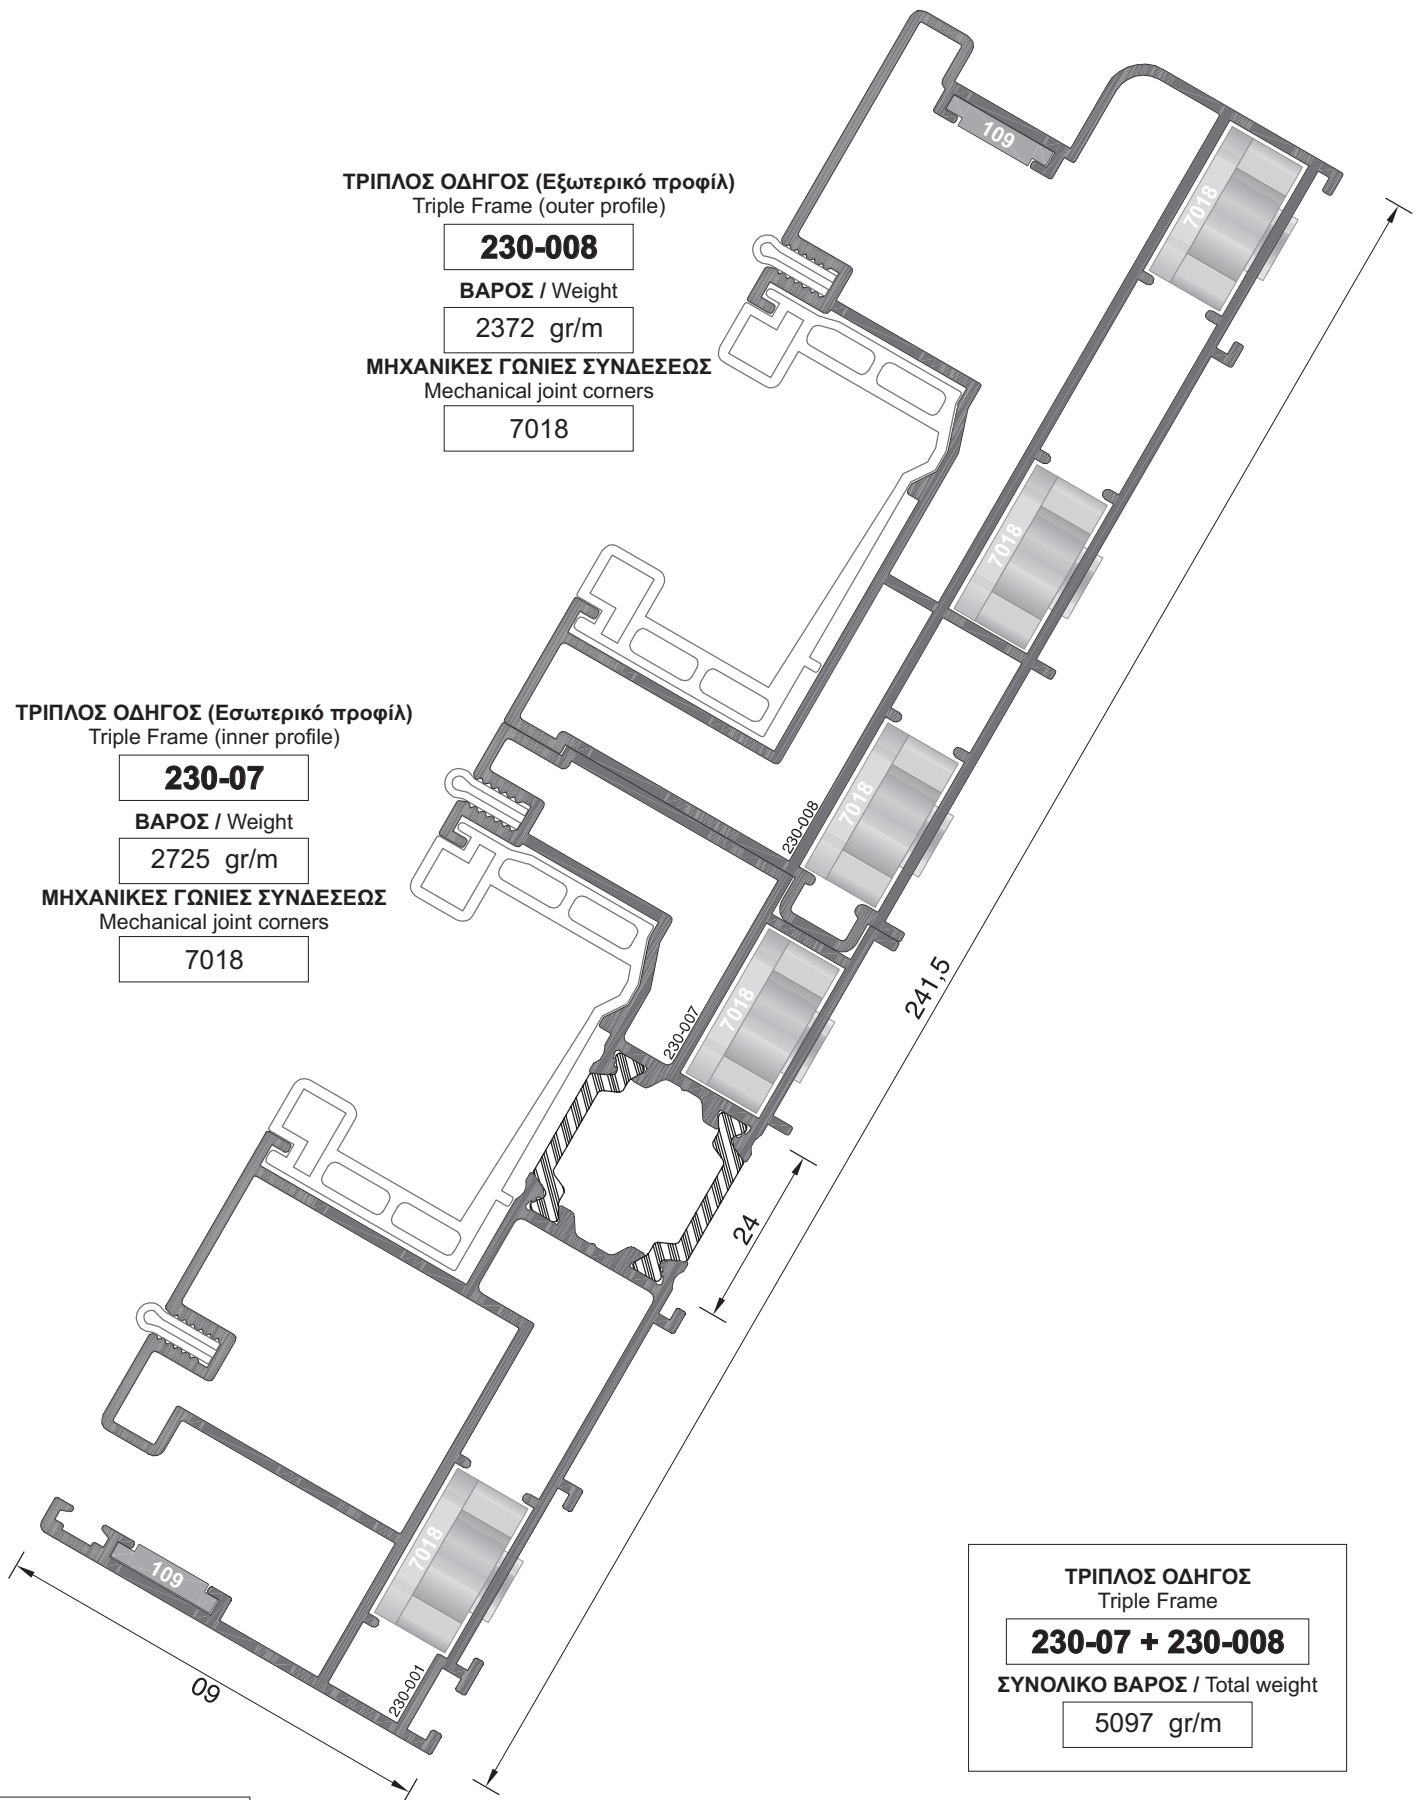 109
7018
ΤΡΙΠΛΟΣ ΟΔΗΓΟΣ (Εξωτερικό προφίλ)
Triple Frame (outer profile)
230-008
ΒΑΡΟΣ / Weight
2372 gr/m
ΜΗΧΑΝΙΚΕΣ ΓΩΝΙΕΣ ΣΥΝΔΕΣΕΩΣ
Mechanical joint corners
7018
7018
ΤΡΙΠΛΟΣ ΟΔΗΓΟΣ (Εσωτερικό προφίλ)
Triple Frame (inner profile)
230-07
ΒΑΡΟΣ / Weight
2725 gr/m
ΜΗΧΑΝΙΚΕΣ ΓΩΝΙΕΣ ΣΥΝΔΕΣΕΩΣ
Mechanical joint corners
7018
230-008
7018
241,5
230-007
7018
24
7018
109
60
230-001
ΤΡΙΠΛΟΣ ΟΔΗΓΟΣ
Triple Frame
230-07 + 230-008
ΣΥΝΟΛΙΚΟ ΒΑΡΟΣ / Total weight
5097 gr/m